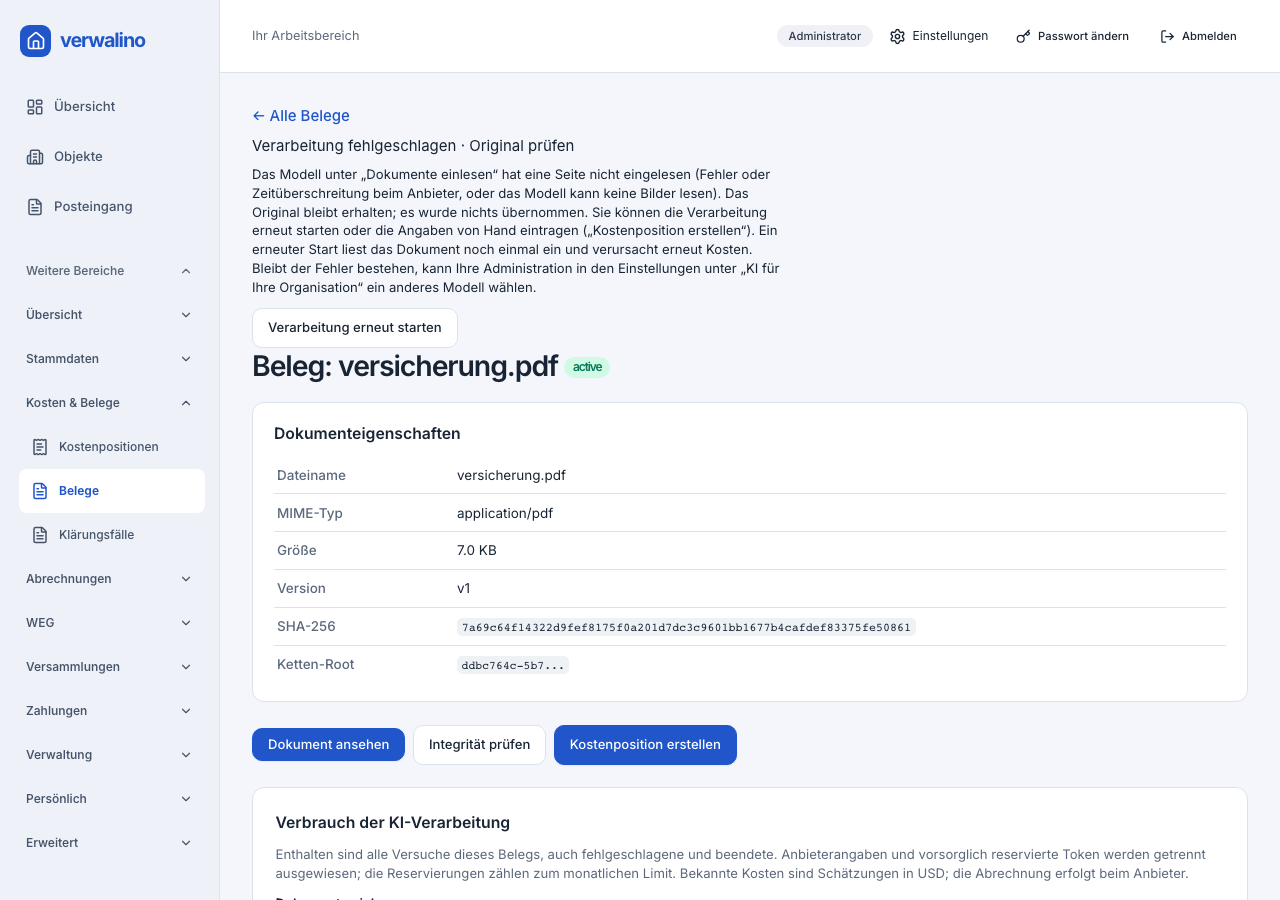 verwalino
Übersicht
Objekte
Posteingang
Weitere Bereiche
Übersicht
Stammdaten
Kosten & Belege
Kostenpositionen
Belege
Klärungsfälle
Abrechnungen
WEG
Versammlungen
Zahlungen
Verwaltung
Persönlich
Erweitert
Ihr Arbeitsbereich
Administrator
Einstellungen
Passwort ändern
Abmelden
← Alle Belege
Verarbeitung fehlgeschlagen · Original prüfen
Das Modell unter „Dokumente einlesen“ hat eine Seite nicht eingelesen (Fehler oder
Zeitüberschreitung beim Anbieter, oder das Modell kann keine Bilder lesen). Das
Original bleibt erhalten; es wurde nichts übernommen. Sie können die Verarbeitung
erneut starten oder die Angaben von Hand eintragen („Kostenposition erstellen“). Ein
erneuter Start liest das Dokument noch einmal ein und verursacht erneut Kosten.
Bleibt der Fehler bestehen, kann Ihre Administration in den Einstellungen unter „KI für
Ihre Organisation“ ein anderes Modell wählen.
Verarbeitung erneut starten
Beleg: versicherung.pdf active
Dokumenteigenschaften
Dateiname versicherung.pdf
MIME-Typ application/pdf
Größe 7.0 KB
Version v1
SHA-256 7a69c64f14322d9fef8175f0a201d7dc3c9601bb1677b4cafdef83375fe50861
Ketten-Root ddbc764c-5b7...
Dokument ansehen
Integrität prüfen
Kostenposition erstellen
Verbrauch der KI-Verarbeitung
Enthalten sind alle Versuche dieses Belegs, auch fehlgeschlagene und beendete. Anbieterangaben und vorsorglich reservierte Token werden getrennt
ausgewiesen; die Reservierungen zählen zum monatlichen Limit. Bekannte Kosten sind Schätzungen in USD; die Abrechnung erfolgt beim Anbieter.